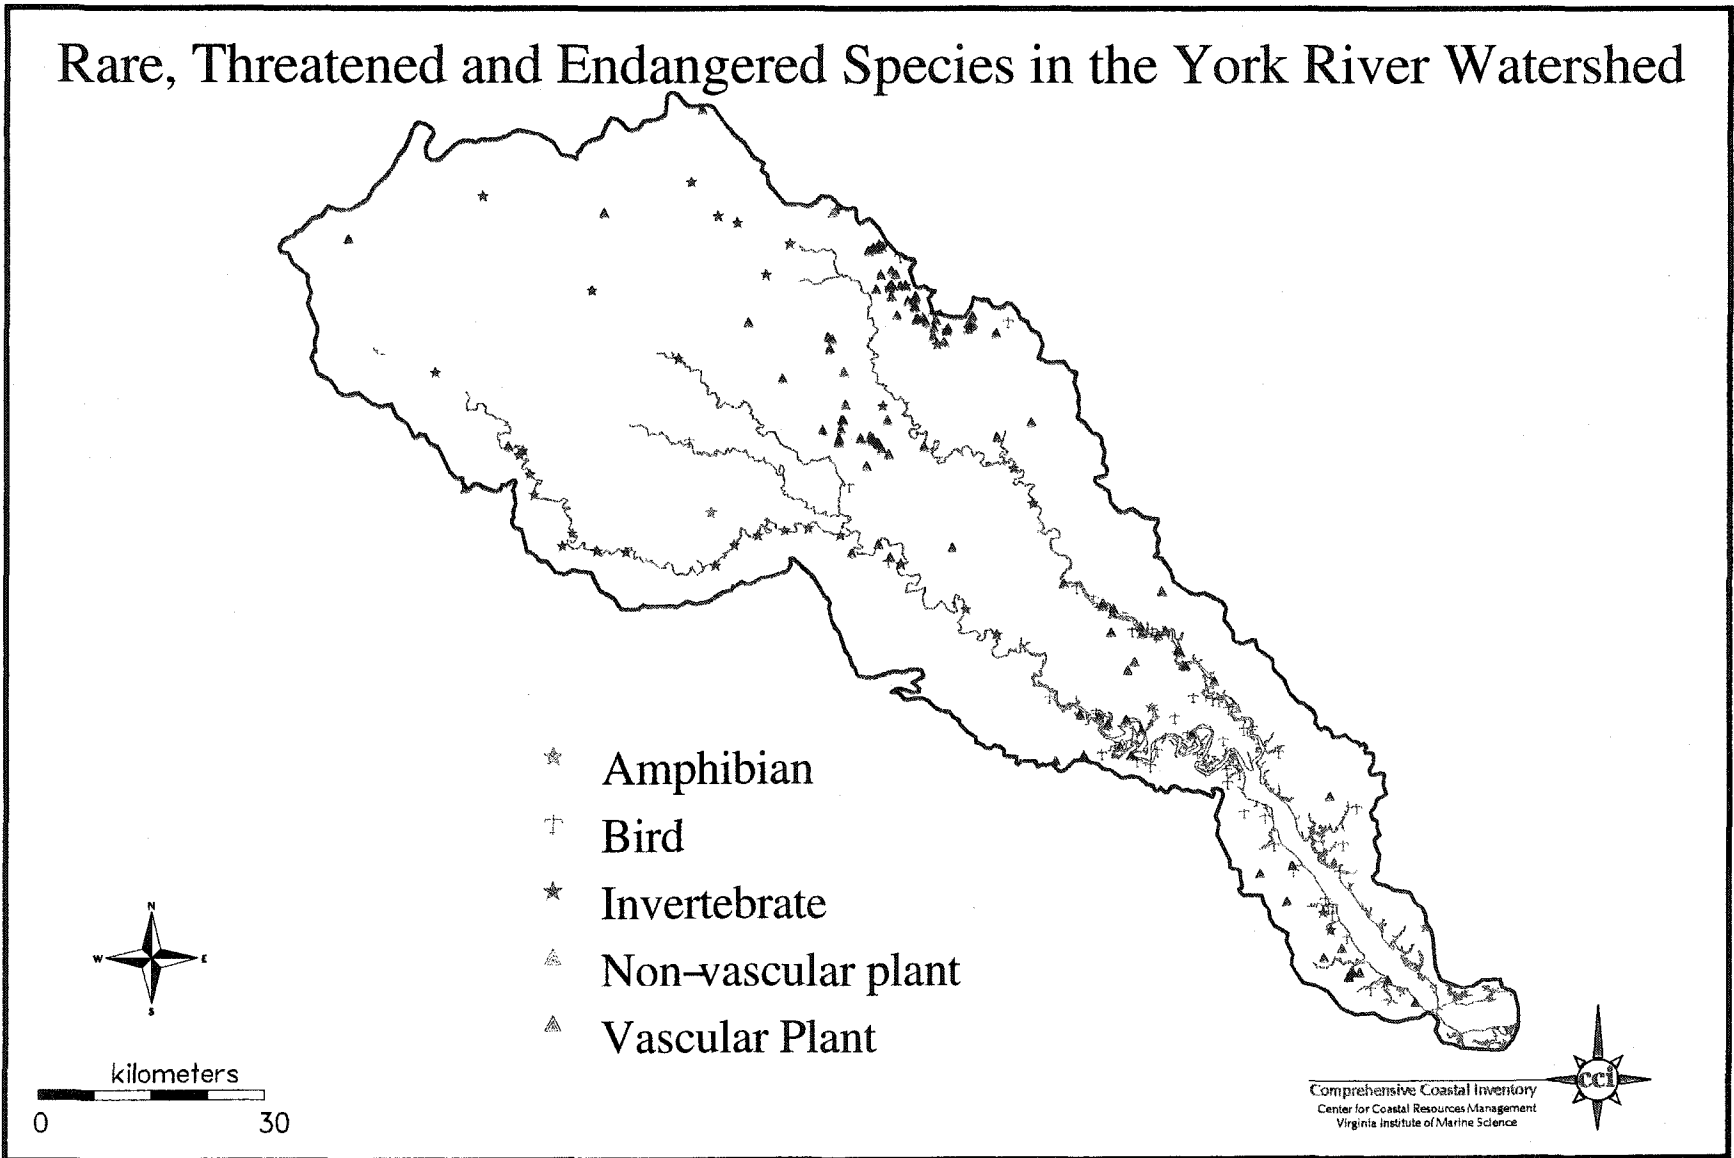 Rare, Threatened and Endangered Species in the York River Watershed
Amphibian
Bird
Invertebrate
Non-vascular plant
Vascular Plant
N
W
E
S
kilometers
0
30
cci
Comprehensive Coastal Inventory
Center for Coastal Resources Management
Virginia Institute of Marine Science